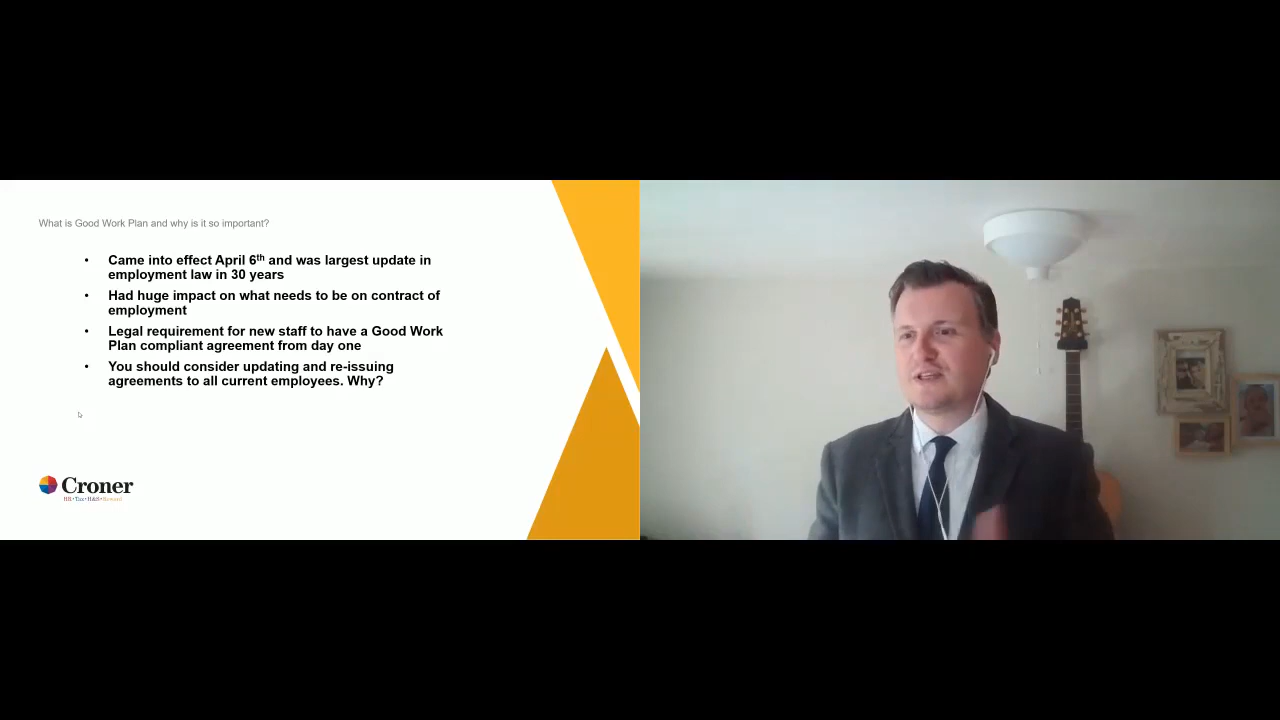 What is Good Work Plan and why is it so important?
• Came into effect April 6th and was largest update in
employment law in 30 years
• Had huge impact on what needs to be on contract of
employment
• Legal requirement for new staff to have a Good Work
Plan compliant agreement from day one
• You should consider updating and re-issuing
agreements to all current employees. Why?
Croner
HR•Tax•H&S•Reward